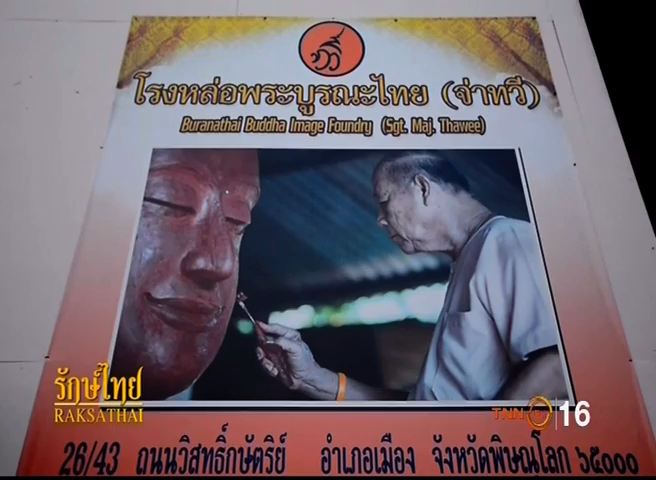 ทวี
โรงหล่อพระบูรณะไทย (จ่าทวี)
Buranathai Buddha Image Foundry (Sgt. Maj. Thawee)
รักษ์ไทย
RAKSATHAI
TNN 16
26/43 ถนนวิสุทธิ์กษัตริย์ อำเภอเมือง จังหวัดพิษณุโลก ๖๕๐๐๐